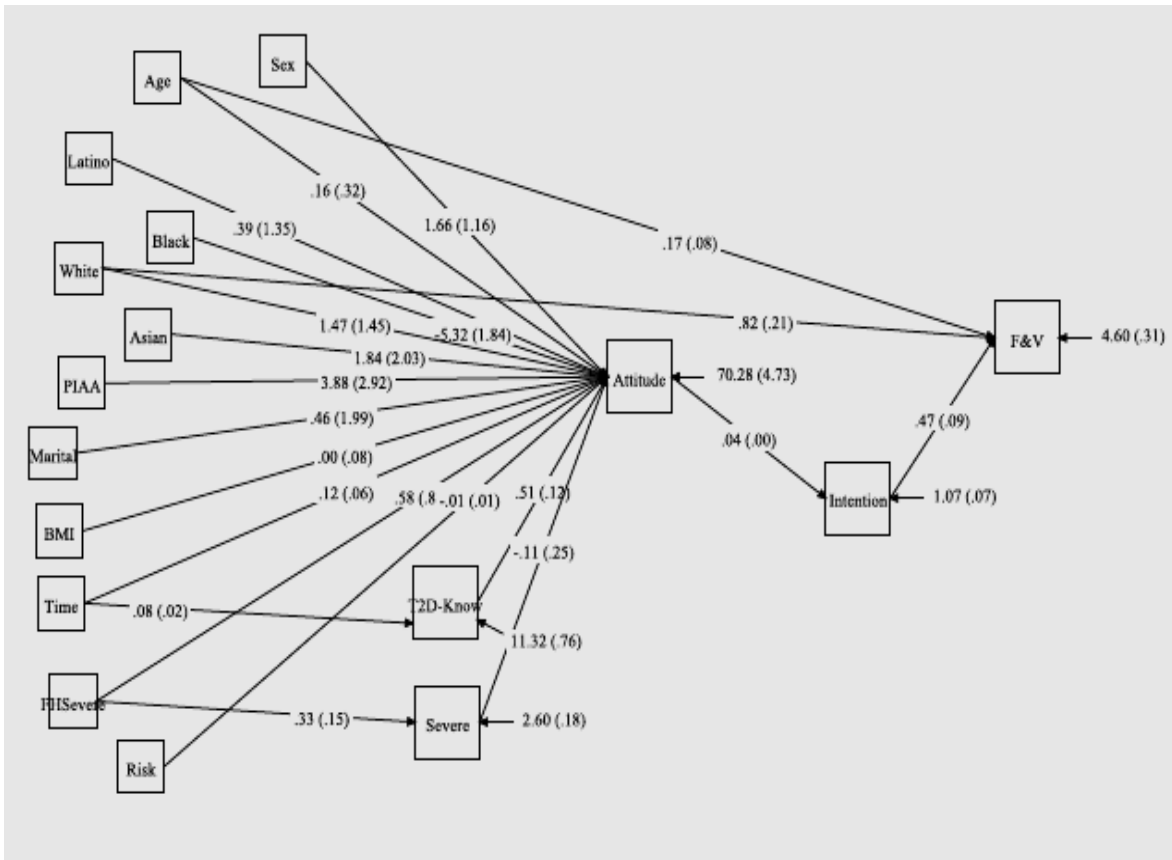 Sex
Age
Latino
.16 (.32)
Black
.39 (1.35)
1.66 (1.16)
.17 (.08)
White
1.47 (1.45)
-5.32 (1.84)
.82 (.21)
Asian
1.84 (2.03)
F&V
4.60 (.31)
PIAA
3.88 (2.92)
Attitude
70.28 (4.73)
.46 (1.99)
.04 (.00)
.47 (.09)
Marital
.00 (.08)
.12 (.06)
.58 (.8
-.01 (.01)
.51 (.12)
Intention
1.07 (.07)
BMI
-.11 (.25)
Time
.08 (.02)
T2D-Know
11.32 (.76)
FHSevere
.33 (.15)
Severe
2.60 (.18)
Risk